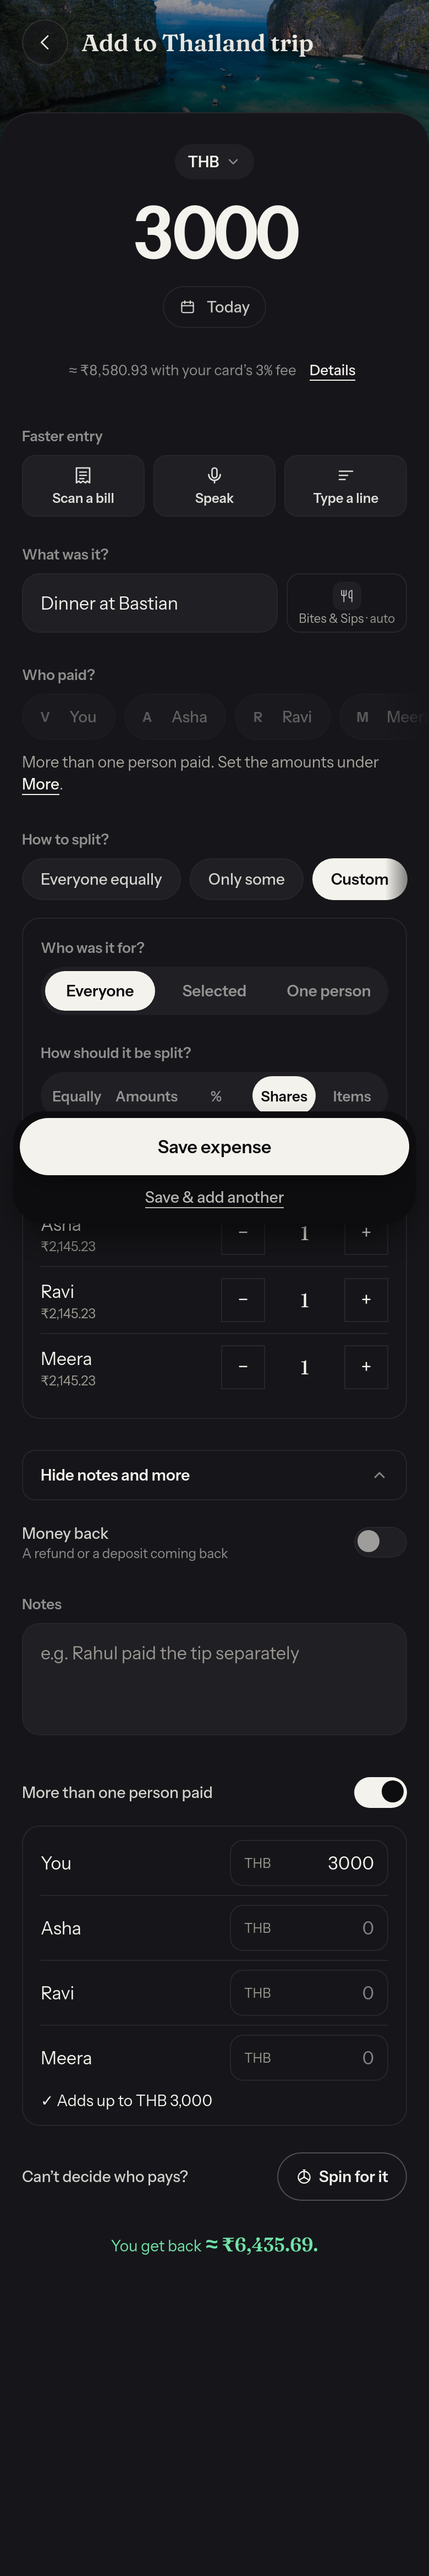 Add to Thailand trip
THB
3000
Today
≈ ₹8,580.93 with your card's 3% fee Details
Faster entry
Scan a bill
Speak
Type a line
What was it?
Dinner at Bastian
Bites & Sips · auto
Who paid?
V You
A Asha
R Ravi
M Meer
More than one person paid. Set the amounts under
More.
How to split?
Everyone equally
Only some
Custom
Who was it for?
Everyone
Selected
One person
How should it be split?
Equally
Amounts
%
Shares
Items
Save expense
Save & add another
Asha
₹2,145.23
− 1 +
Ravi
₹2,145.23
− 1 +
Meera
₹2,145.23
− 1 +
Hide notes and more
Money back
A refund or a deposit coming back
Notes
e.g. Rahul paid the tip separately
More than one person paid
You THB 3000
Asha THB 0
Ravi THB 0
Meera THB 0
✓ Adds up to THB 3,000
Can't decide who pays?
Spin for it
You get back ≈ ₹6,435.69.